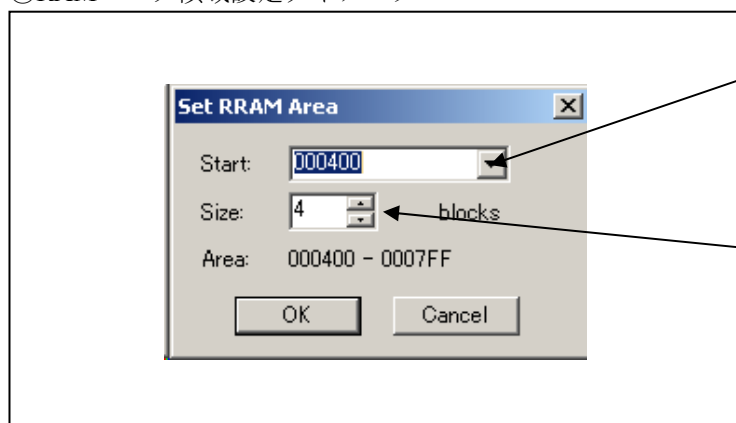 Set RRAM Area
Start: 000400
Size: 4 blocks
Area: 000400 - 0007FF
OK Cancel